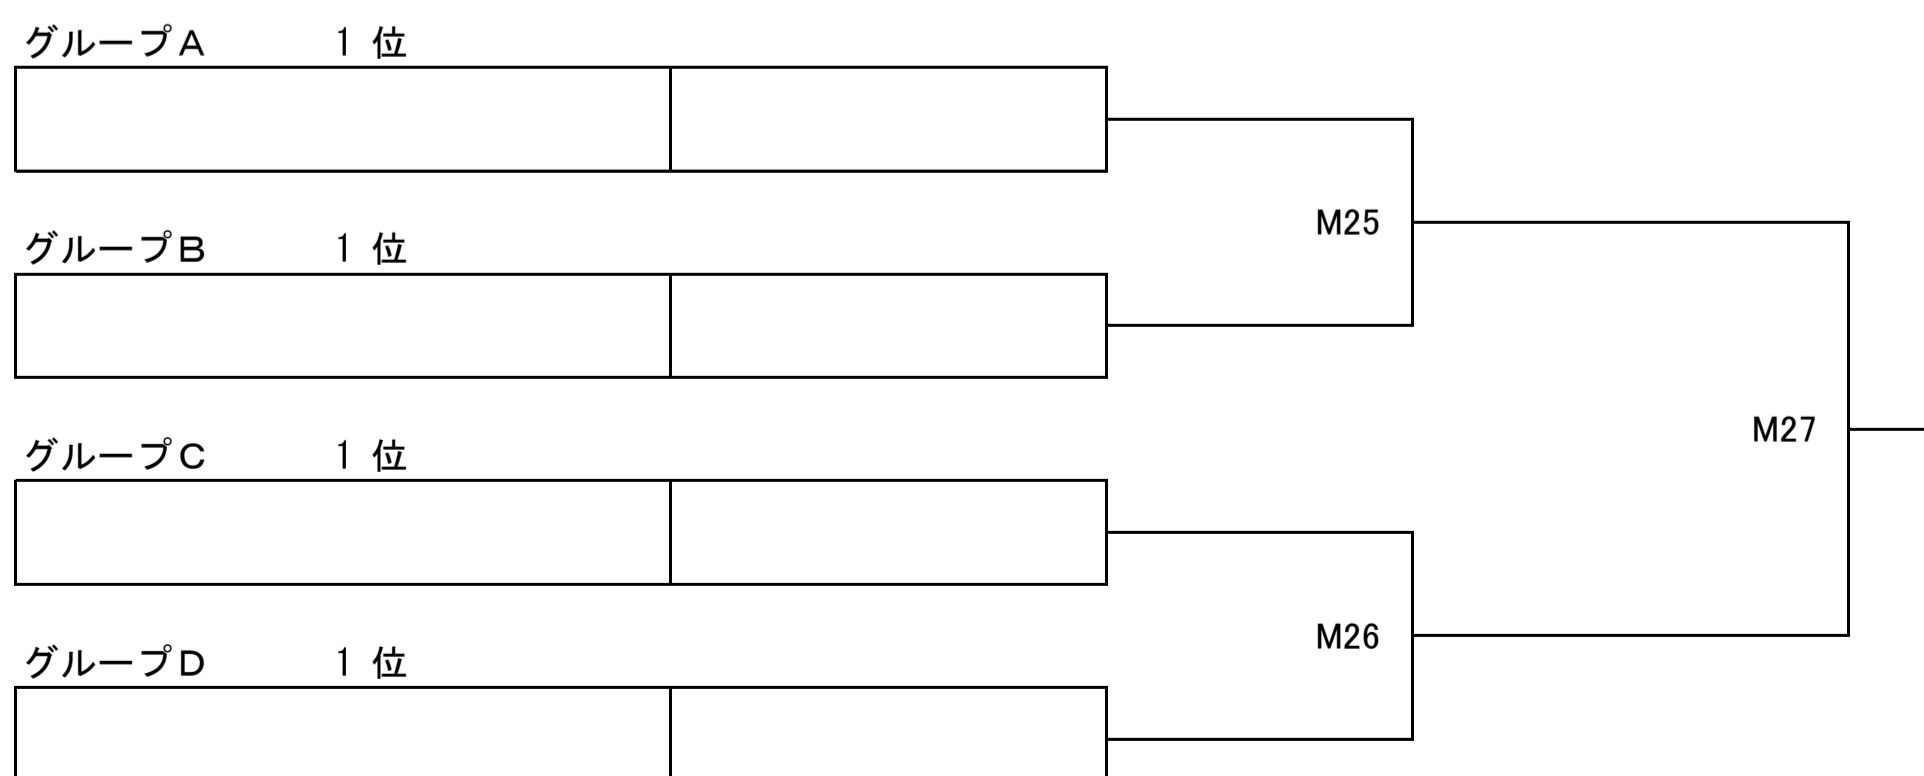 グループA 1 位
M25
グループB 1 位
グループC 1 位
M27
M26
グループD 1 位